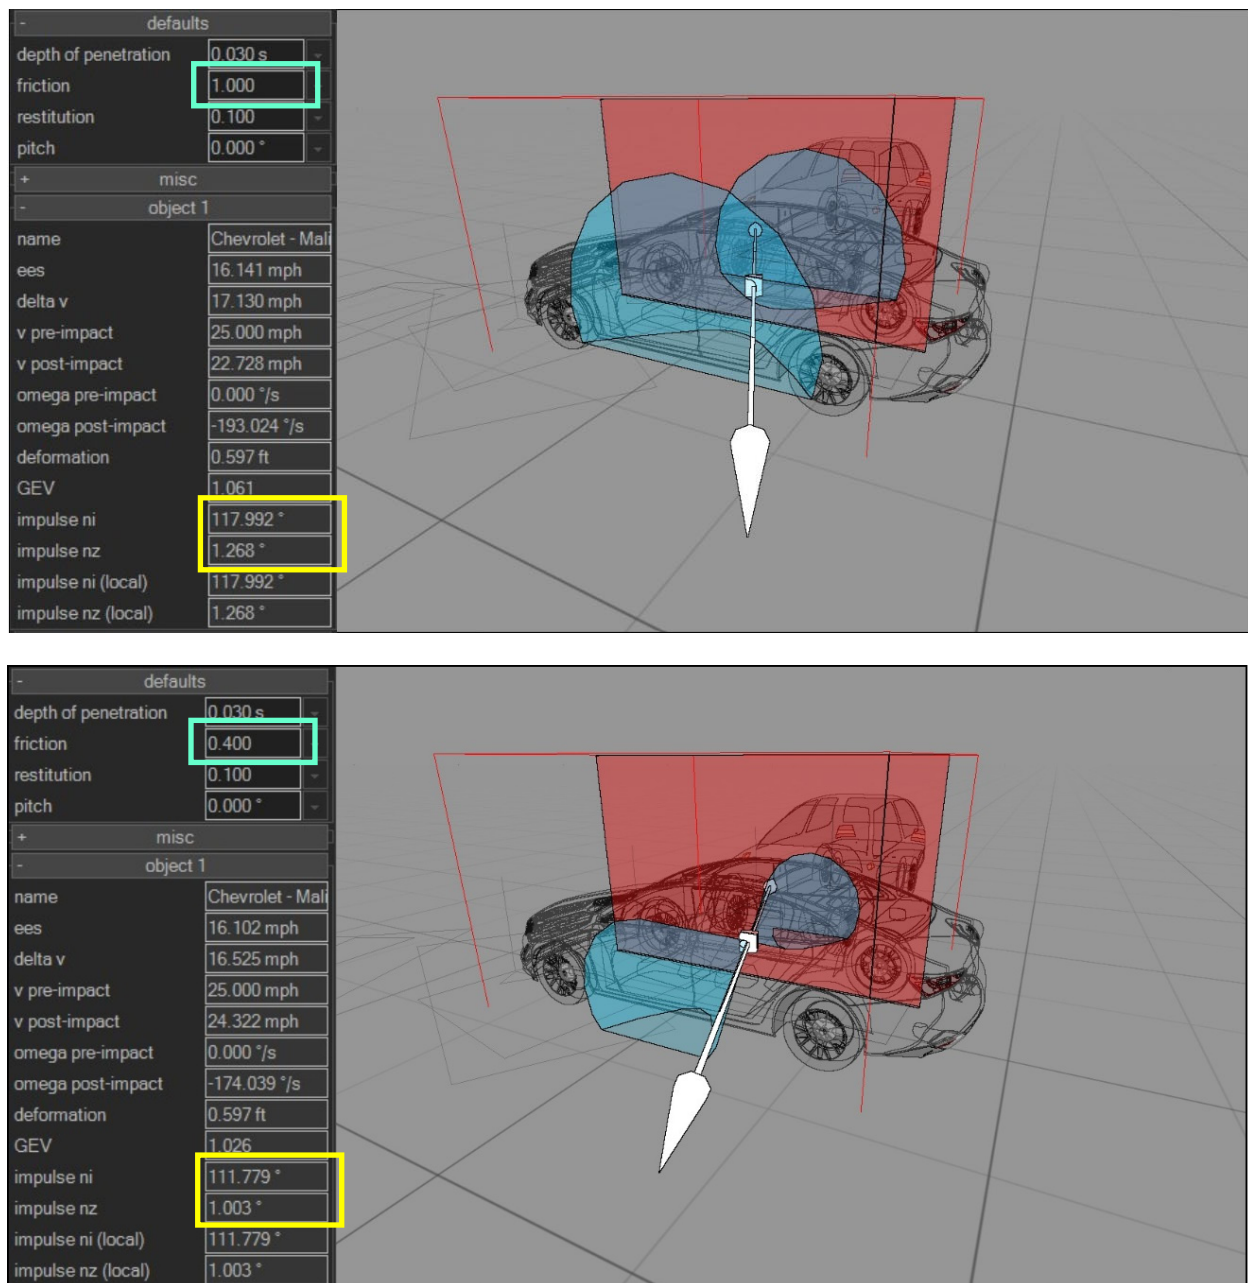 - defaults
depth of penetration 0.030 s
friction 1.000
restitution 0.100
pitch 0.000 °
+ misc
- object 1
name Chevrolet - Mali
ees 16.141 mph
delta v 17.130 mph
v pre-impact 25.000 mph
v post-impact 22.728 mph
omega pre-impact 0.000 °/s
omega post-impact -193.024 °/s
deformation 0.597 ft
GEV 1.061
impulse ni 117.992 °
impulse nz 1.268 °
impulse ni (local) 117.992 °
impulse nz (local) 1.268 °
- defaults
depth of penetration 0.030 s
friction 0.400
restitution 0.100
pitch 0.000 °
+ misc
- object 1
name Chevrolet - Mali
ees 16.102 mph
delta v 16.525 mph
v pre-impact 25.000 mph
v post-impact 24.322 mph
omega pre-impact 0.000 °/s
omega post-impact -174.039 °/s
deformation 0.597 ft
GEV 1.026
impulse ni 111.779 °
impulse nz 1.003 °
impulse ni (local) 111.779 °
impulse nz (local) 1.003 °